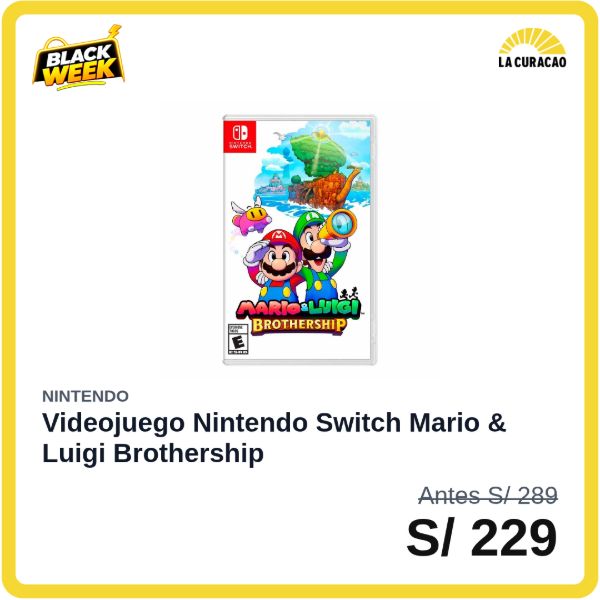 BLACK
WEEK
LA CURACAO
NINTENDO
SWITCH
MARIO & LUIGI
BROTHERSHIP
E
NINTENDO
Videojuego Nintendo Switch Mario &
Luigi Brothership
Antes S/ 289
S/ 229